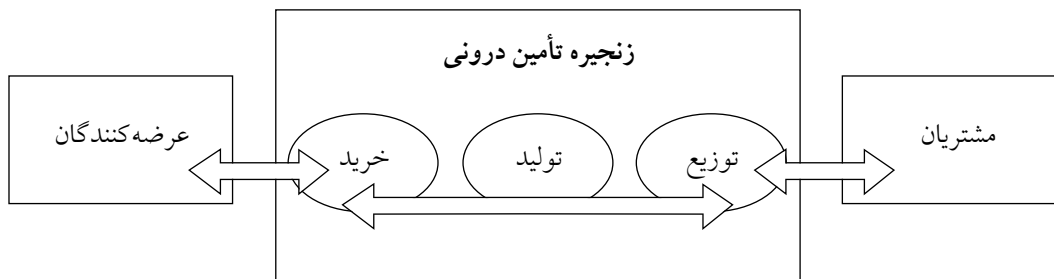 زنجیره تأمین درونی
مشتریان
توزیع
تولید
خرید
عرضه‌کنندگان